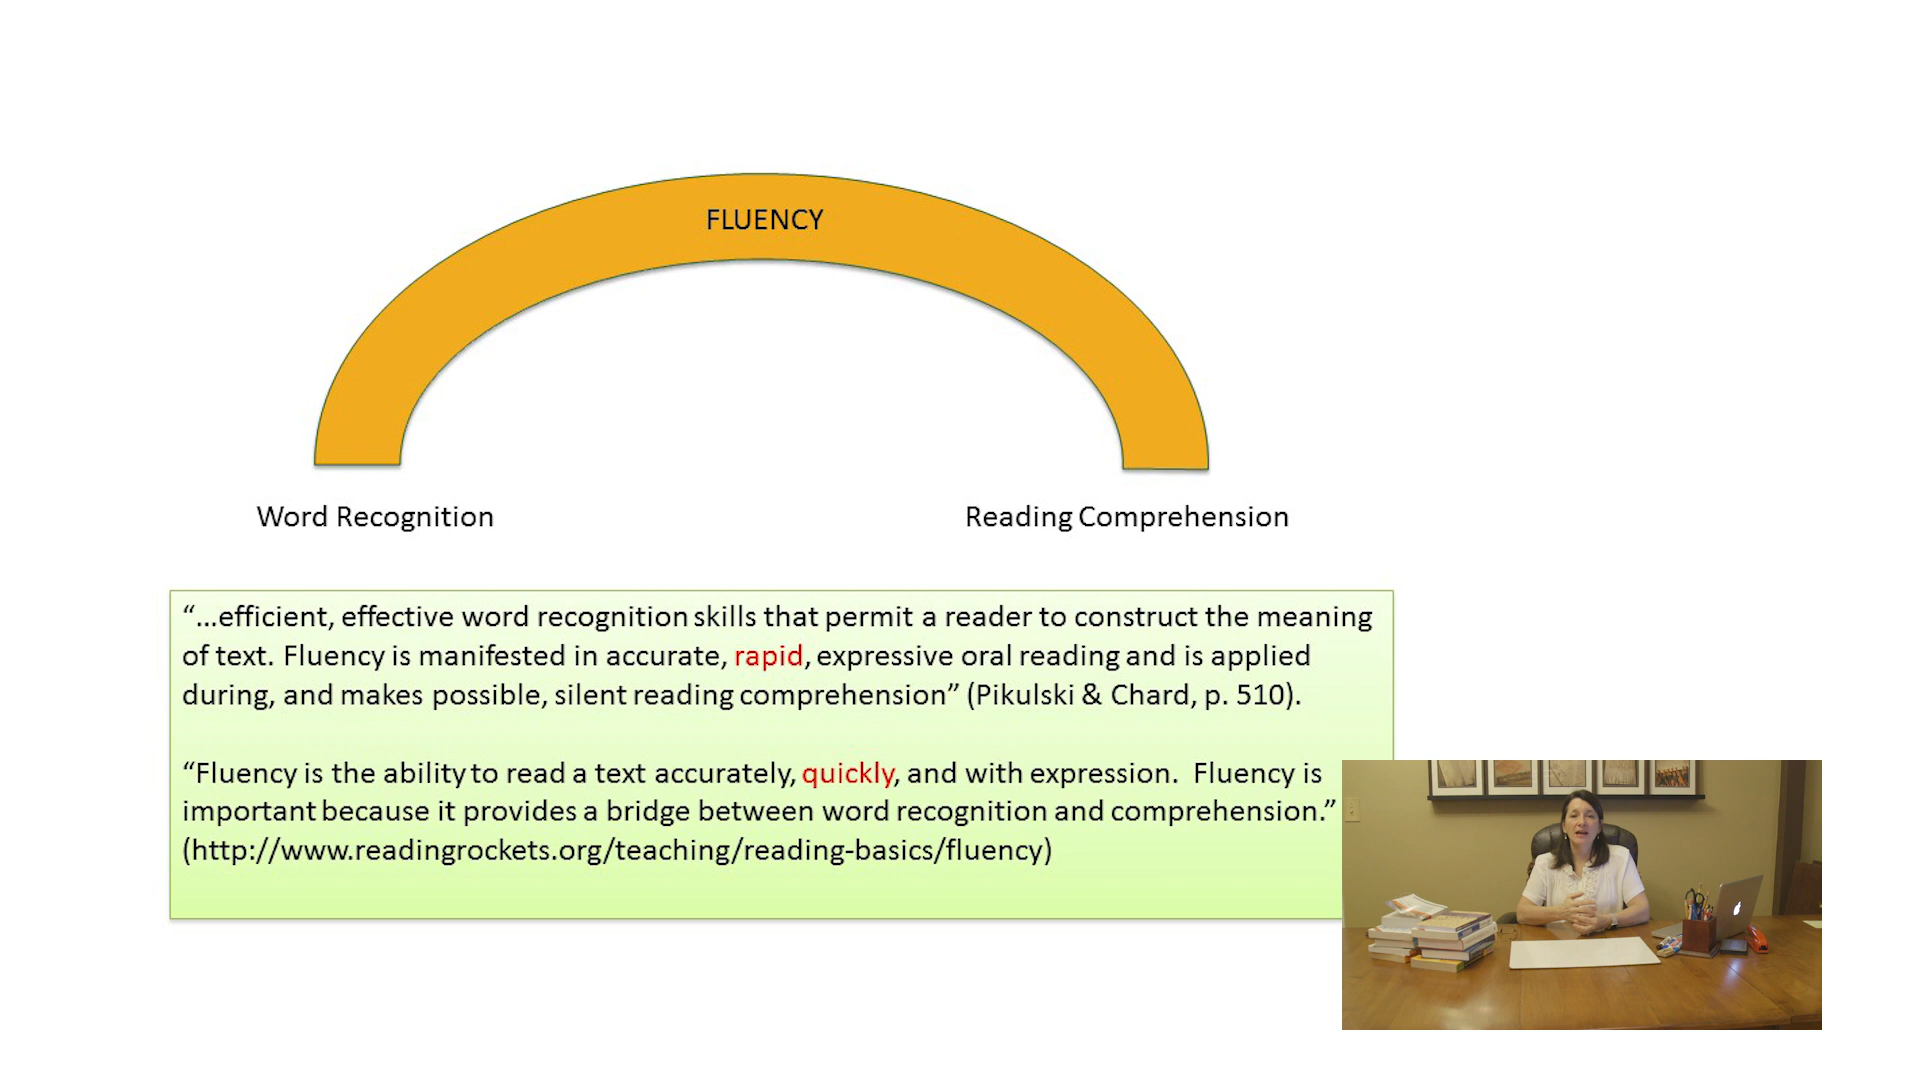 FLUENCY
Word Recognition
Reading Comprehension
“...efficient, effective word recognition skills that permit a reader to construct the meaning
of text. Fluency is manifested in accurate, rapid, expressive oral reading and is applied
during, and makes possible, silent reading comprehension” (Pikulski & Chard, p. 510).
“Fluency is the ability to read a text accurately, quickly, and with expression. Fluency is
important because it provides a bridge between word recognition and comprehension.”
(http://www.readingrockets.org/teaching/reading-basics/fluency)